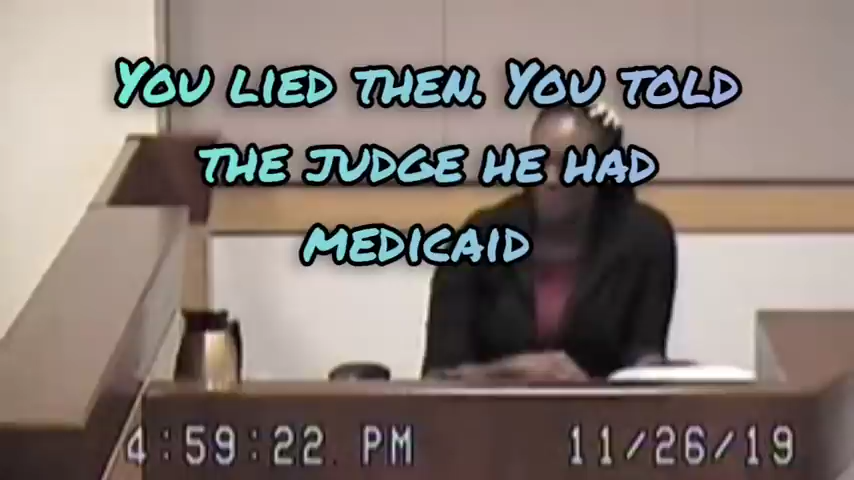 You lied then. You told
the judge he had
medicaid
4:59:22 PM 11/26/19